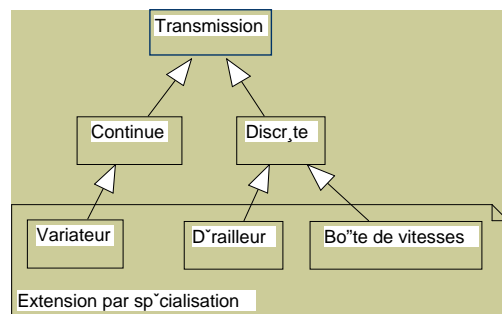 Transmission
Continue
Discr¸te
Variateur
Dˇrailleur
Bo”te de vitesses
Extension par spˇcialisation